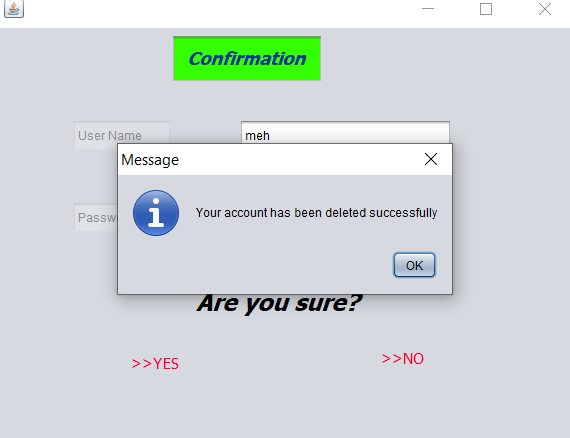 Confirmation
User Name
meh
Message
Your account has been deleted successfully
OK
Are you sure?
>>YES
>>NO